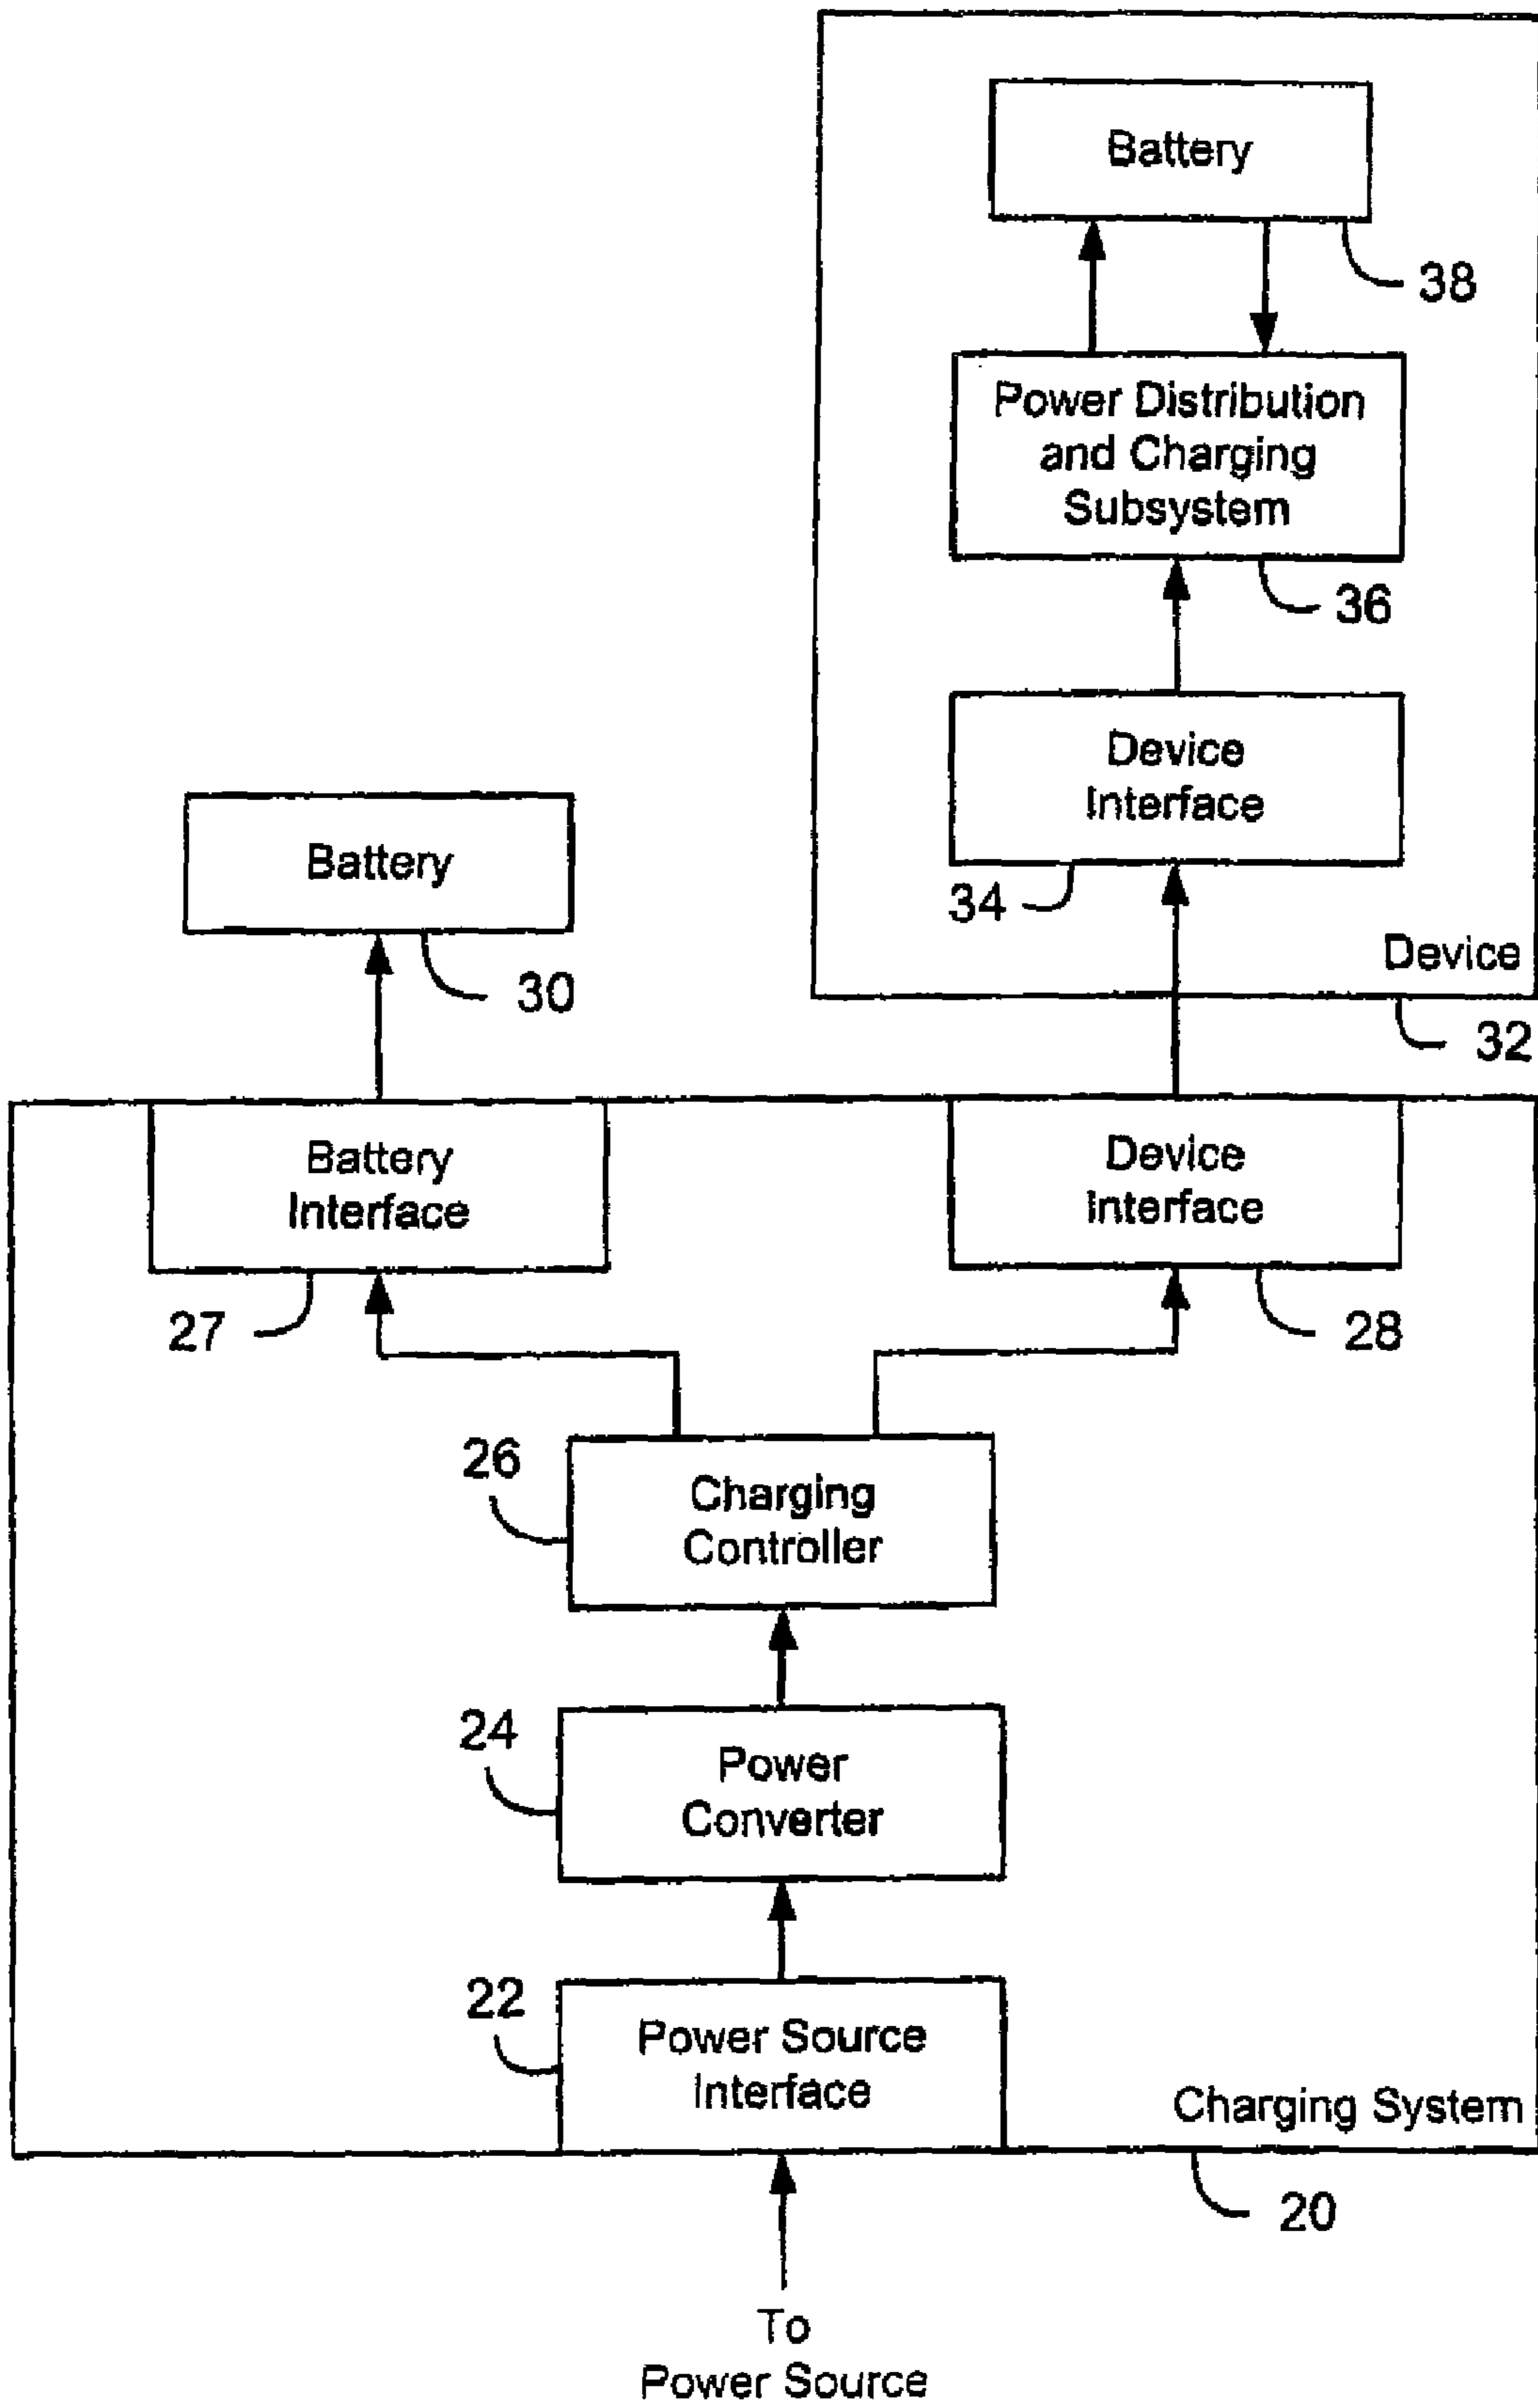 Battery
38
Power Distribution
and Charging
Subsystem
36
Device
Interface
34
Device
32
Battery
30
Battery
Interface
27
Device
Interface
28
26
Charging
Controller
24
Power
Converter
22
Power Source
Interface
Charging System
20
To
Power Source